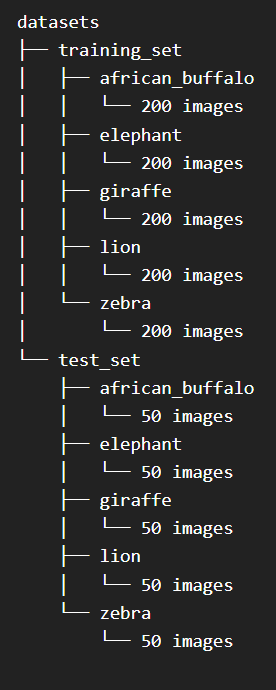 datasets
├── training_set
│   ├── african_buffalo
│   │   └── 200 images
│   ├── elephant
│   │   └── 200 images
│   ├── giraffe
│   │   └── 200 images
│   ├── lion
│   │   └── 200 images
│   └── zebra
│       └── 200 images
└── test_set
    ├── african_buffalo
    │   └── 50 images
    ├── elephant
    │   └── 50 images
    ├── giraffe
    │   └── 50 images
    ├── lion
    │   └── 50 images
    └── zebra
        └── 50 images